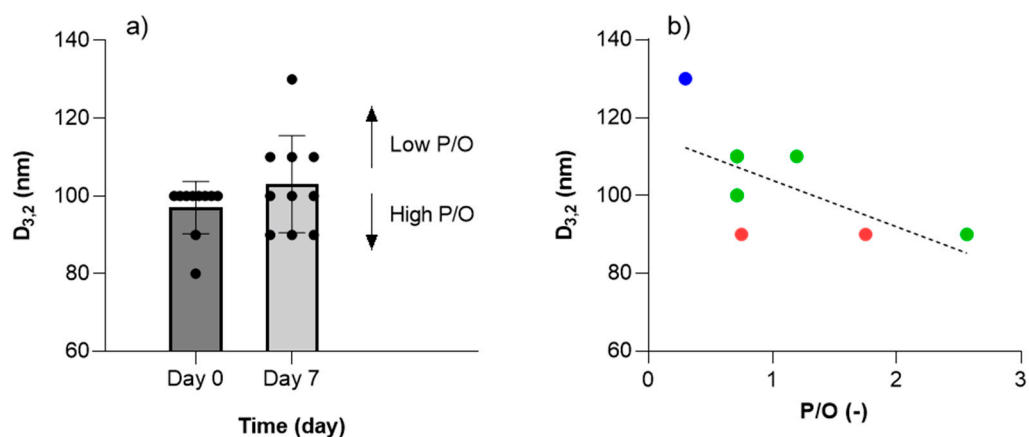 a)
140
120
100
80
60
D3,2 (nm)
Low P/O
High P/O
Day 0
Day 7
Time (day)
b)
140
120
100
80
60
D3,2 (nm)
0
1
2
3
P/O (-)